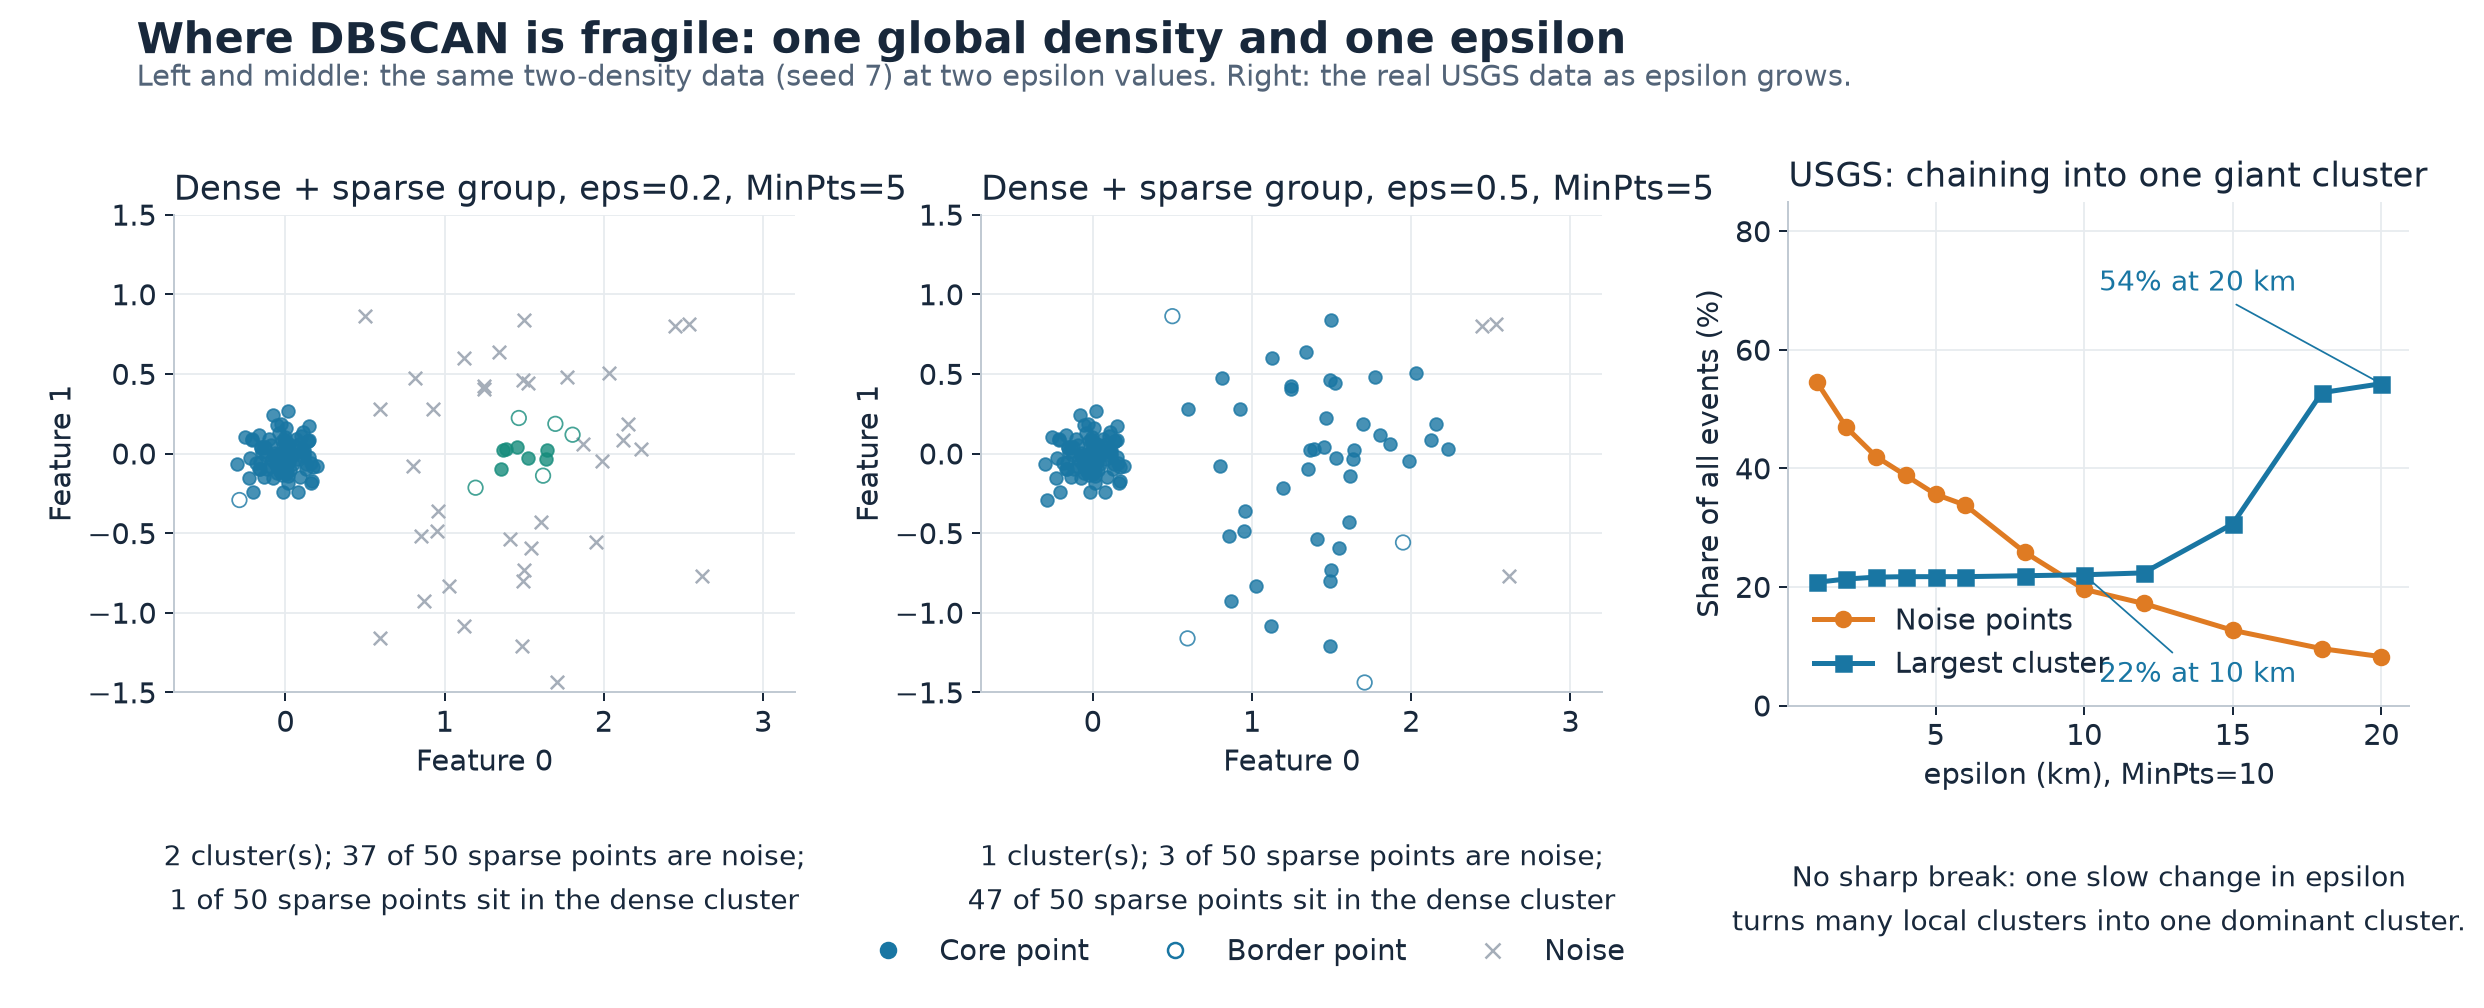 Where DBSCAN is fragile: one global density and one epsilon
Left and middle: the same two-density data (seed 7) at two epsilon values. Right: the real USGS data as epsilon grows.
Dense + sparse group, eps=0.2, MinPts=5
1.5
1.0
0.5
0.0
−0.5
−1.0
−1.5
Feature 1
0
1
2
3
Feature 0
2 cluster(s); 37 of 50 sparse points are noise;
1 of 50 sparse points sit in the dense cluster
Dense + sparse group, eps=0.5, MinPts=5
1.5
1.0
0.5
0.0
−0.5
−1.0
−1.5
Feature 1
0
1
2
3
Feature 0
1 cluster(s); 3 of 50 sparse points are noise;
47 of 50 sparse points sit in the dense cluster
USGS: chaining into one giant cluster
80
60
40
20
0
Share of all events (%)
54% at 20 km
Noise points
Largest cluster
22% at 10 km
5
10
15
20
epsilon (km), MinPts=10
No sharp break: one slow change in epsilon
turns many local clusters into one dominant cluster.
Core point
Border point
Noise